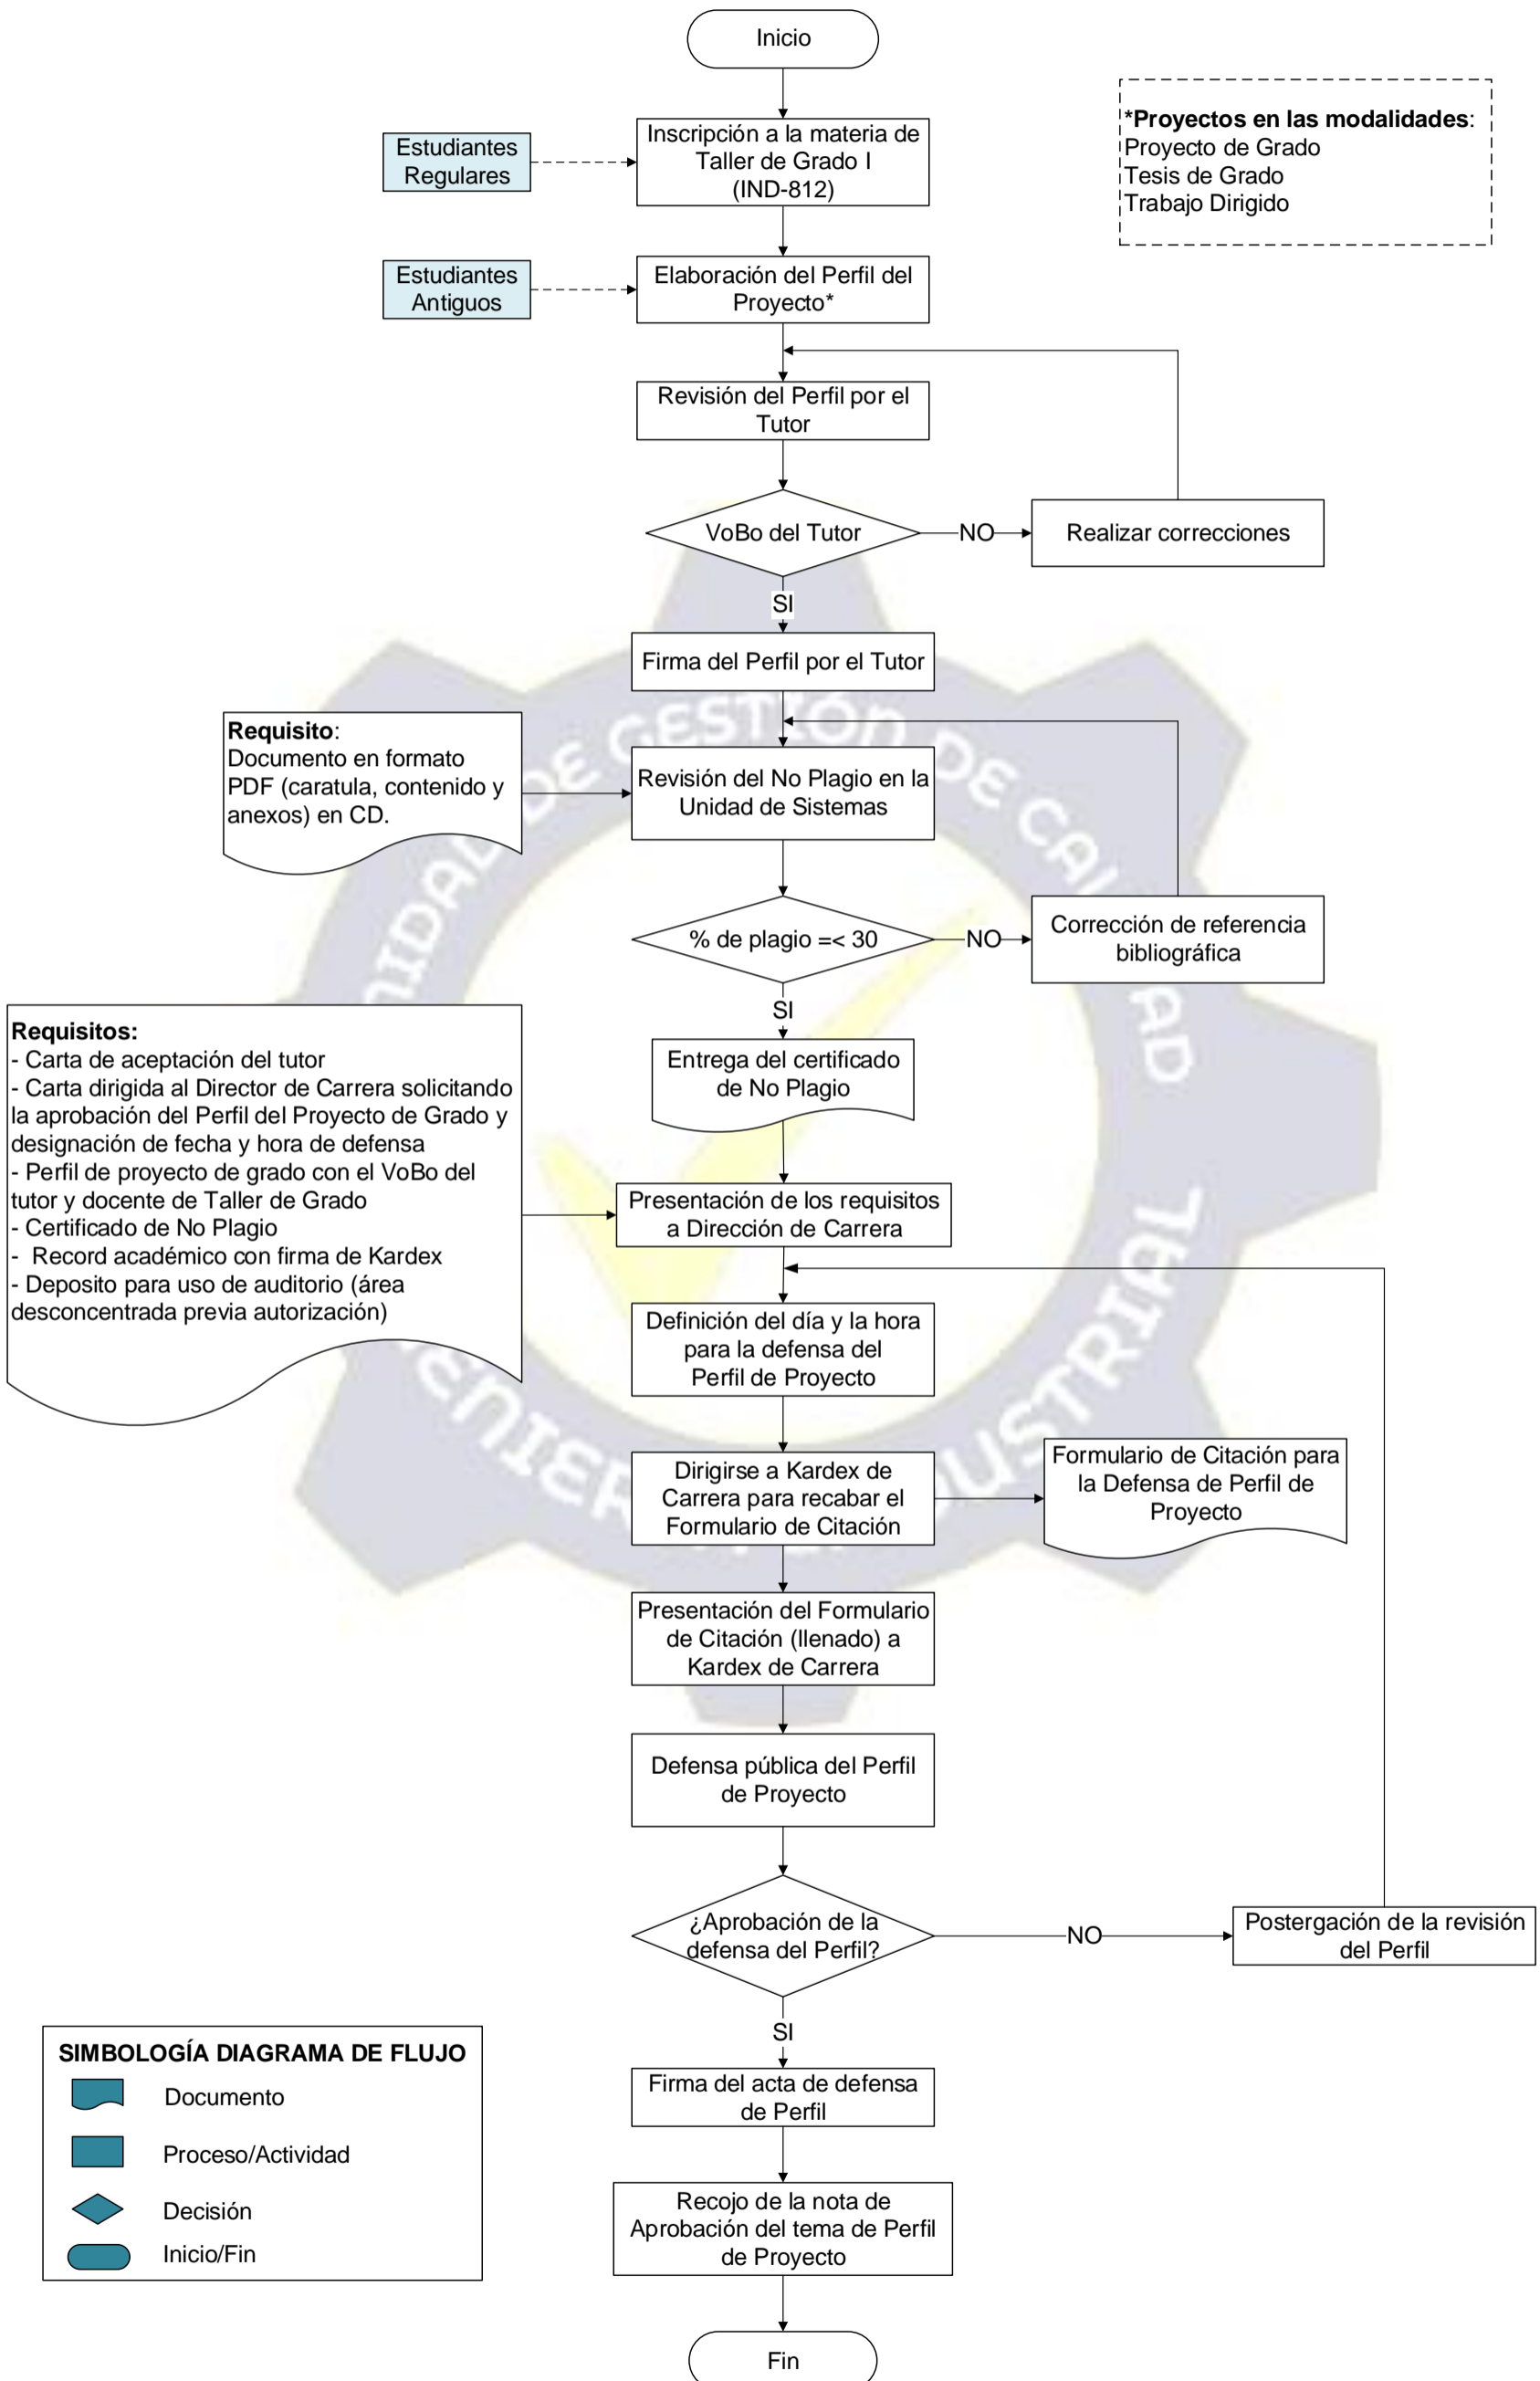 Inicio
*Proyectos en las modalidades:
Proyecto de Grado
Tesis de Grado
Trabajo Dirigido
Estudiantes
Regulares
Inscripción a la materia de
Taller de Grado I
(IND-812)
Estudiantes
Antiguos
Elaboración del Perfil del
Proyecto*
Revisión del Perfil por el
Tutor
VoBo del Tutor
NO
Realizar correcciones
SI
Firma del Perfil por el Tutor
Requisito:
Documento en formato
PDF (caratula, contenido y
anexos) en CD.
Revisión del No Plagio en la
Unidad de Sistemas
% de plagio =< 30
NO
Corrección de referencia
bibliográfica
SI
Entrega del certificado
de No Plagio
Requisitos:
- Carta de aceptación del tutor
- Carta dirigida al Director de Carrera solicitando
la aprobación del Perfil del Proyecto de Grado y
designación de fecha y hora de defensa
- Perfil de proyecto de grado con el VoBo del
tutor y docente de Taller de Grado
- Certificado de No Plagio
- Record académico con firma de Kardex
- Deposito para uso de auditorio (área
desconcentrada previa autorización)
Presentación de los requisitos
a Dirección de Carrera
Definición del día y la hora
para la defensa del
Perfil de Proyecto
Dirigirse a Kardex de
Carrera para recabar el
Formulario de Citación
Formulario de Citación para
la Defensa de Perfil de
Proyecto
Presentación del Formulario
de Citación (llenado) a
Kardex de Carrera
Defensa pública del Perfil
de Proyecto
¿Aprobación de la
defensa del Perfil?
NO
Postergación de la revisión
del Perfil
SI
Firma del acta de defensa
de Perfil
Recojo de la nota de
Aprobación del tema de Perfil
de Proyecto
Fin
SIMBOLOGÍA DIAGRAMA DE FLUJO
Documento
Proceso/Actividad
Decisión
Inicio/Fin
DE GESTIÓN DE